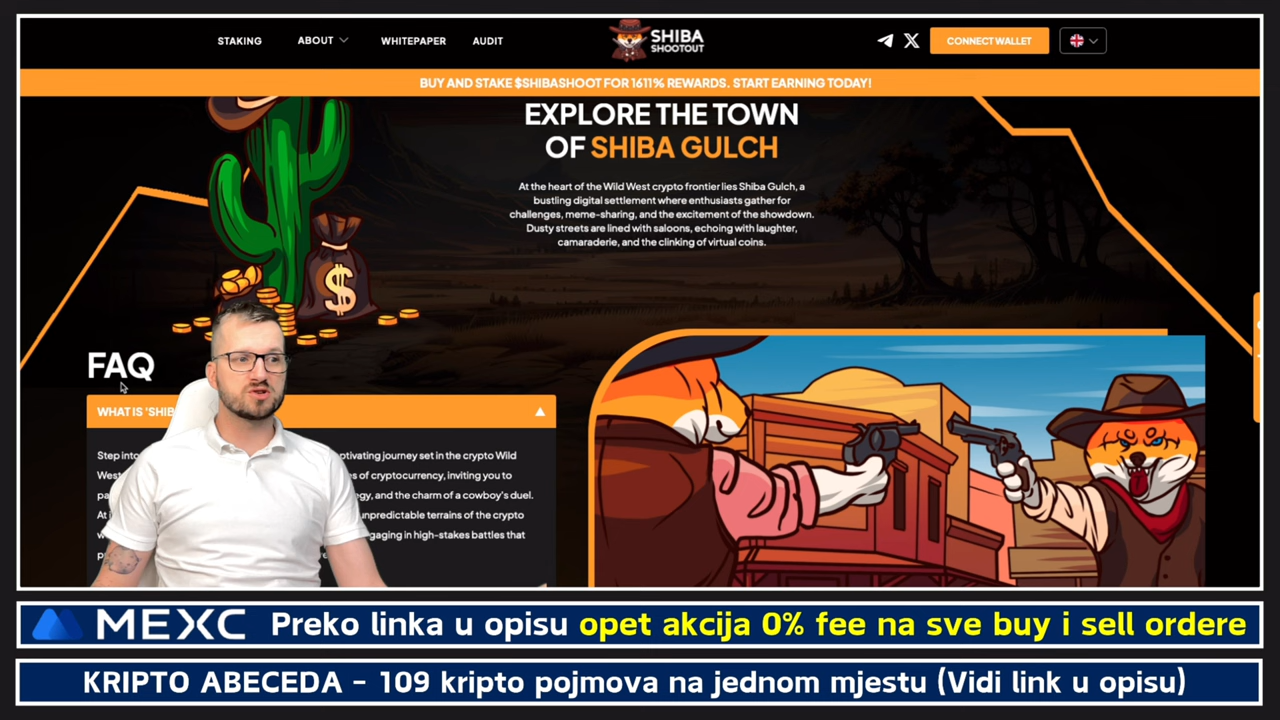 STAKING ABOUT WHITEPAPER AUDIT SHIBA SHOOTOUT CONNECT WALLET
BUY AND STAKE $SHIBASHOOT FOR 1611% REWARDS. START EARNING TODAY!
EXPLORE THE TOWN
OF SHIBA GULCH
At the heart of the Wild West crypto frontier lies Shiba Gulch, a
bustling digital settlement where enthusiasts gather for
challenges, meme-sharing, and the excitement of the showdown.
Dusty streets are lined with saloons, echoing with laughter,
camaraderie, and the clinking of virtual coins.
$
FAQ
WHAT IS 'SHIB
Step into ptivating journey set in the crypto Wild
West es of cryptocurrency, inviting you to
pa egy, and the charm of a cowboy's duel.
At unpredictable terrains of the crypto
w gaging in high-stakes battles that
MEXC Preko linka u opisu opet akcija 0% fee na sve buy i sell ordere
KRIPTO ABECEDA - 109 kripto pojmova na jednom mjestu (Vidi link u opisu)